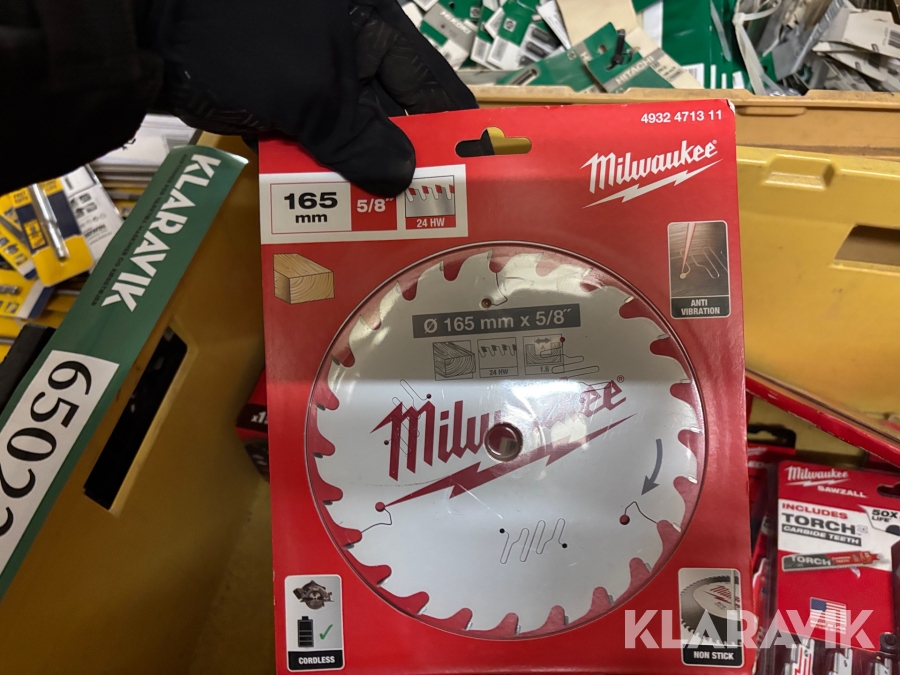 HITACHI
4932 4713 11
Milwaukee
165
mm
5/8"
24 HW
KLARAVIK
ANTI
VIBRATION
Ø 165 mm x 5/8"
24 HW
1.6
Milwaukee
Milwaukee
SAWZALL
INCLUDES
50X
LIFE
TORCH
CARBIDE TEETH
TORCH
CORDLESS
NON STICK
KLARAVIK